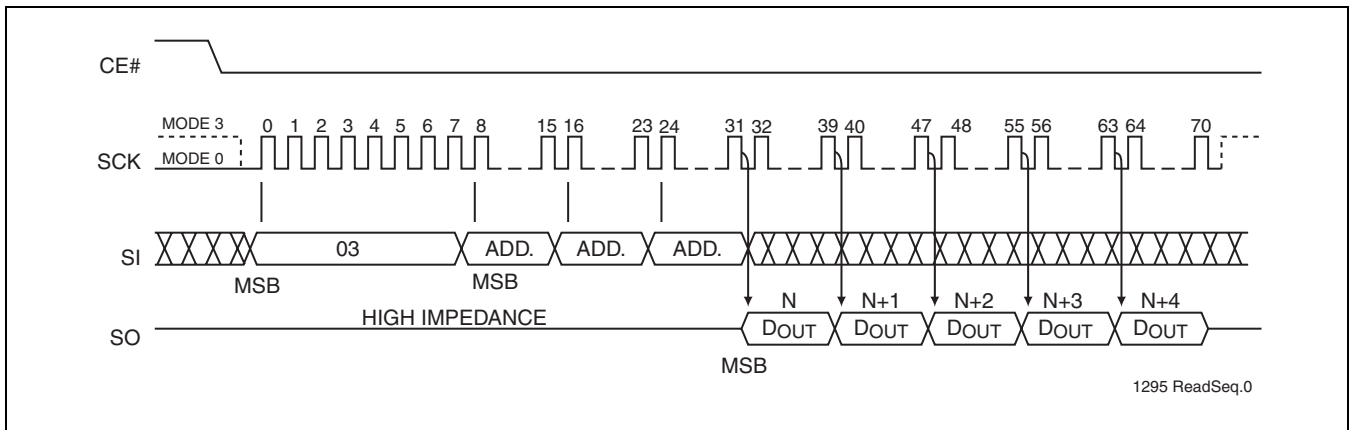 CE#
MODE 3 0 1 2 3 4 5 6 7 8 15 16 23 24 31 32 39 40 47 48 55 56 63 64 70
SCK MODE 0
SI 03 ADD. ADD. ADD.
MSB MSB
N N+1 N+2 N+3 N+4
HIGH IMPEDANCE
SO DOUT DOUT DOUT DOUT DOUT
MSB
1295 ReadSeq.0